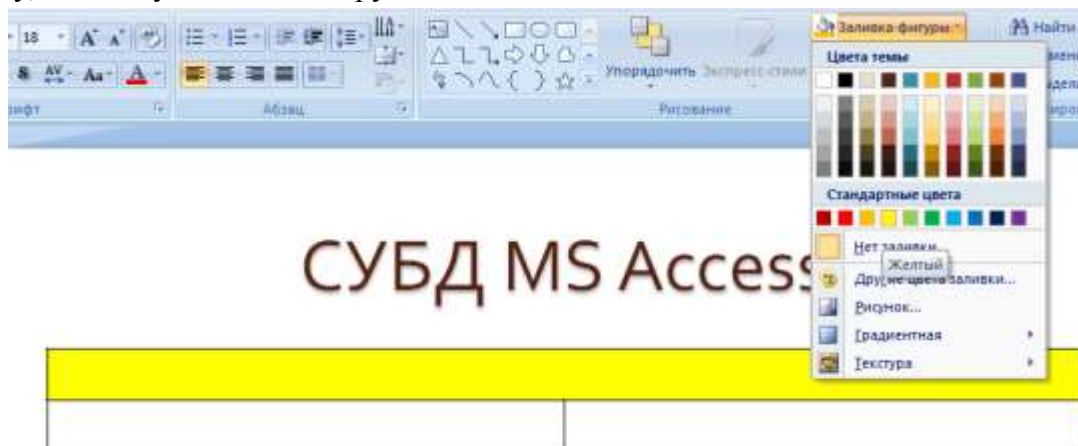 18
Aa
Найти
Абзац
Упорядочить Экспресс-стили
Рисование
Заливка фигуры
Цвета темы
Стандартные цвета
Нет заливки
Желтый
Другие цвета заливки...
Рисунок...
Градиентная
Текстура
СУБД MS Access